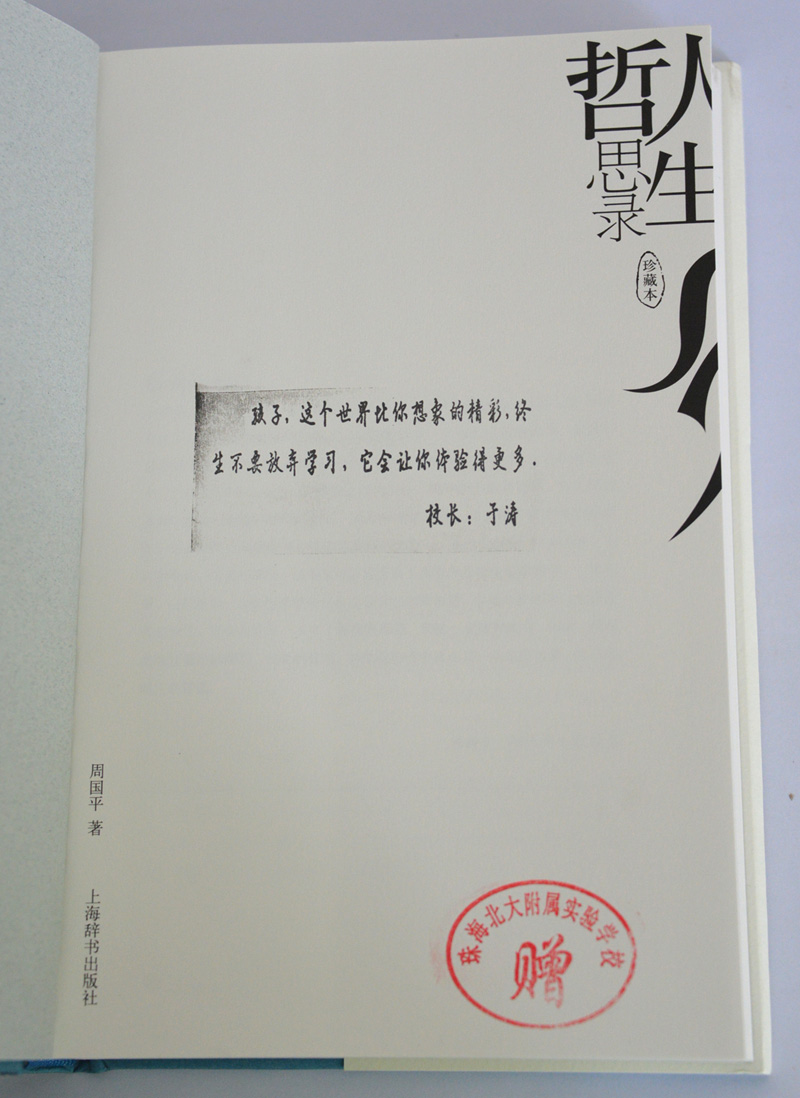 人生
哲思录
珍藏本
孩子，这个世界比你想象的精彩，终
生不要放弃学习，它会让你体验得更多．
校长：于涛
周国平 著
上海辞书出版社
珠海北大附属实验学校
赠